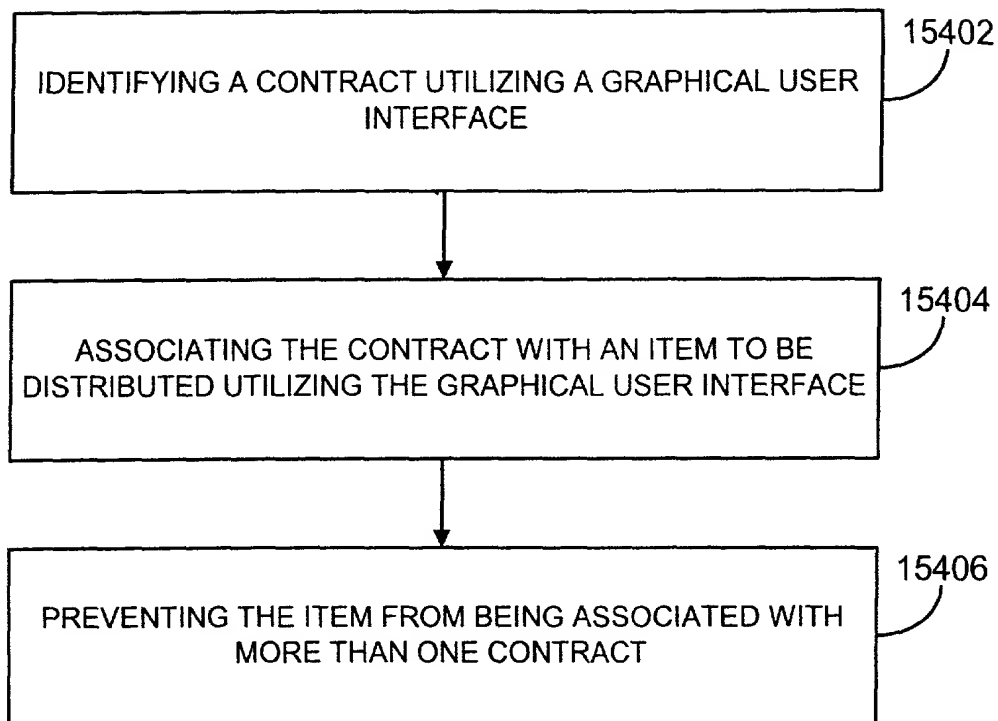 15402
IDENTIFYING A CONTRACT UTILIZING A GRAPHICAL USER
INTERFACE
15404
ASSOCIATING THE CONTRACT WITH AN ITEM TO BE
DISTRIBUTED UTILIZING THE GRAPHICAL USER INTERFACE
15406
PREVENTING THE ITEM FROM BEING ASSOCIATED WITH
MORE THAN ONE CONTRACT